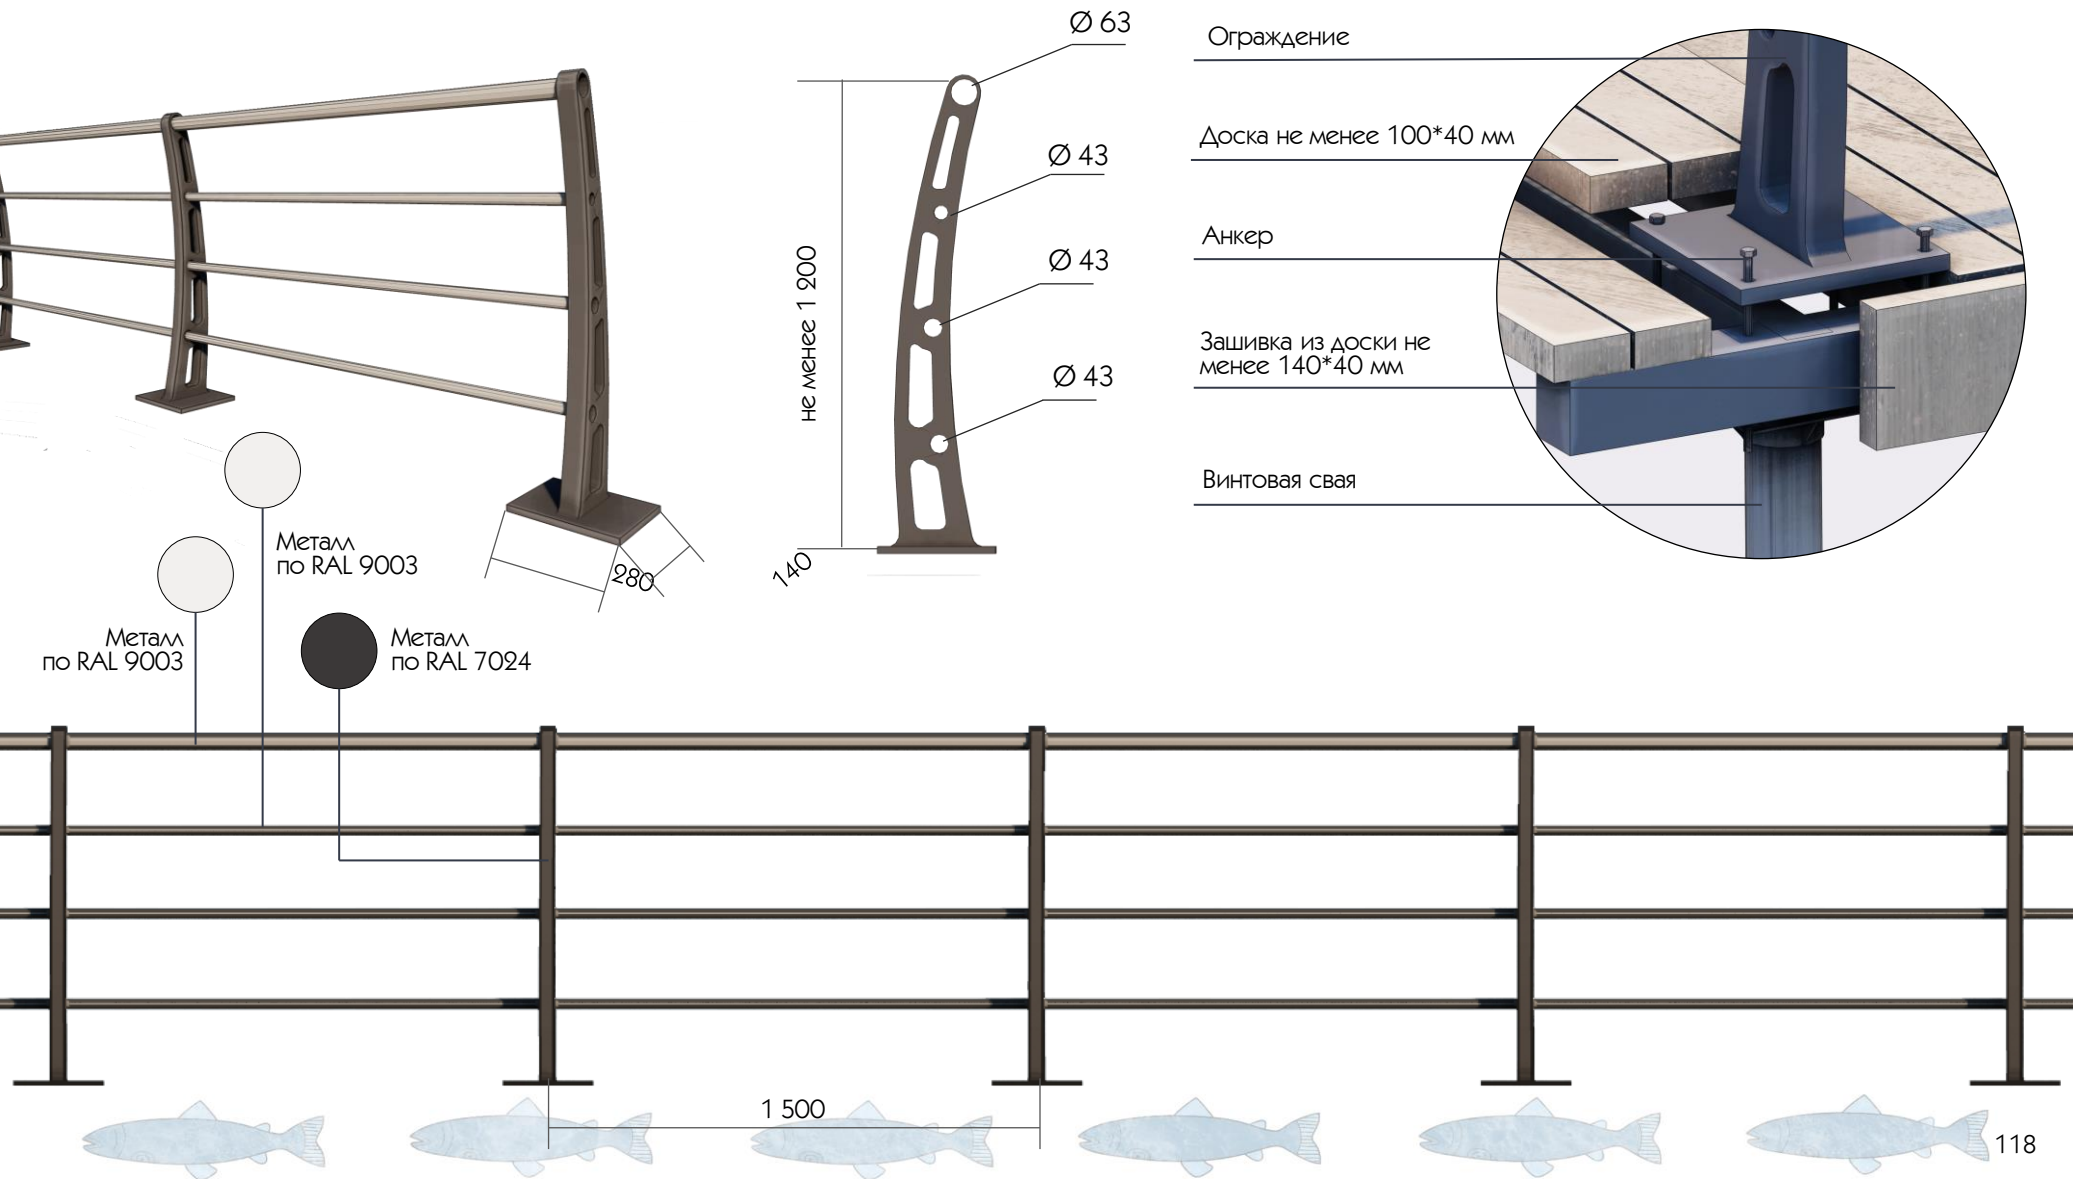 Ø 63
Ø 43
Ø 43
Ø 43
не менее 1 200
140
280
Ограждение
Доска не менее 100*40 мм
Анкер
Зашивка из доски не
менее 140*40 мм
Винтовая свая
Металл
по RAL 9003
Металл
по RAL 9003
Металл
по RAL 7024
1 500
118